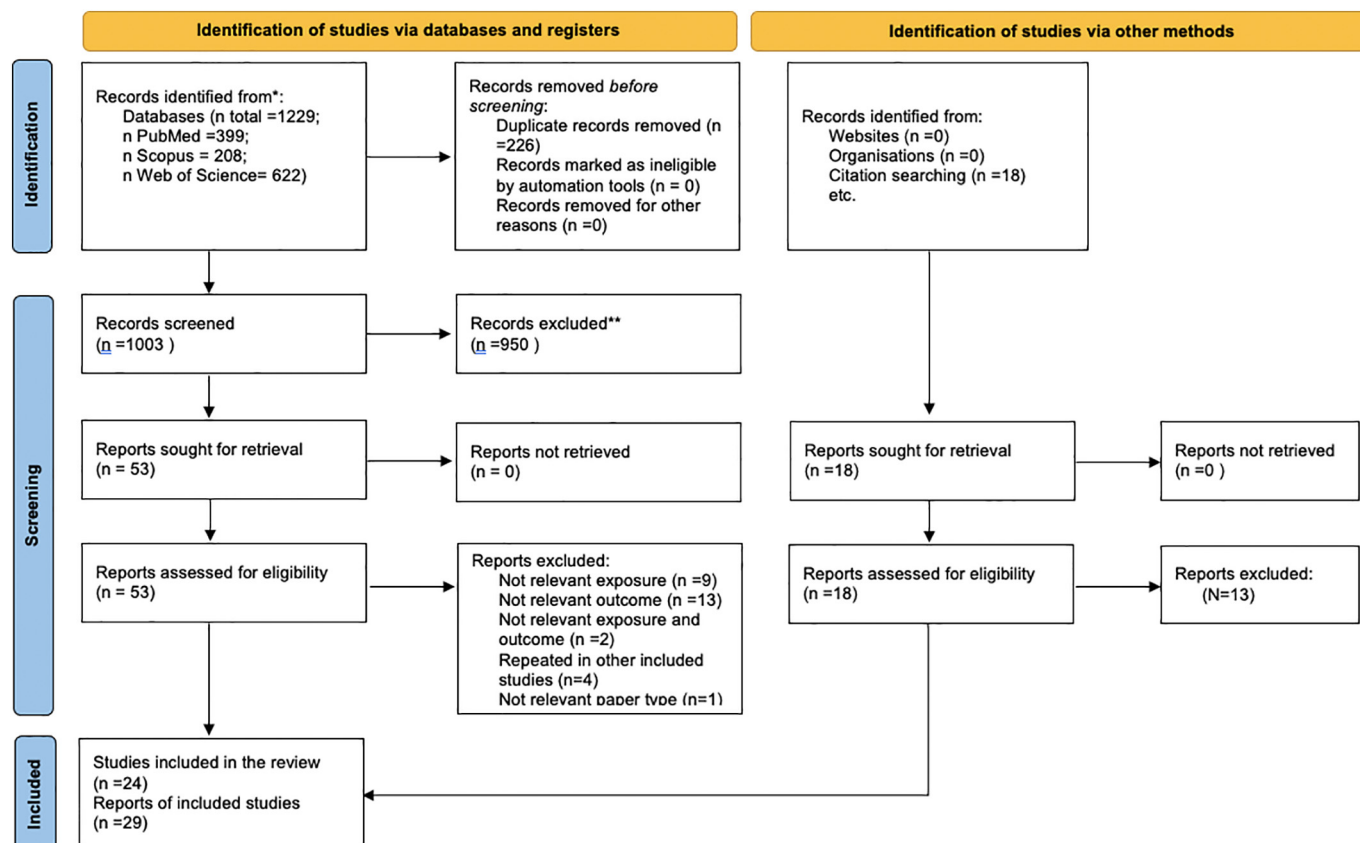 Identification of studies via databases and registers
Identification of studies via other methods
Identification
Records identified from*:
Databases (n total =1229;
n PubMed =399;
n Scopus = 208;
n Web of Science= 622)
Records removed before
screening:
Duplicate records removed (n
=226)
Records marked as ineligible
by automation tools (n = 0)
Records removed for other
reasons (n =0)
Records identified from:
Websites (n =0)
Organisations (n =0)
Citation searching (n =18)
etc.
Screening
Records screened
(n =1003 )
Records excluded**
(n =950 )
Reports sought for retrieval
(n = 53)
Reports not retrieved
(n = 0)
Reports sought for retrieval
(n =18)
Reports not retrieved
(n =0 )
Reports assessed for eligibility
(n = 53)
Reports excluded:
Not relevant exposure (n =9)
Not relevant outcome (n =13)
Not relevant exposure and
outcome (n =2)
Repeated in other included
studies (n=4)
Not relevant paper type (n=1)
Reports assessed for eligibility
(n =18)
Reports excluded:
(N=13)
Included
Studies included in the review
(n =24)
Reports of included studies
(n =29)